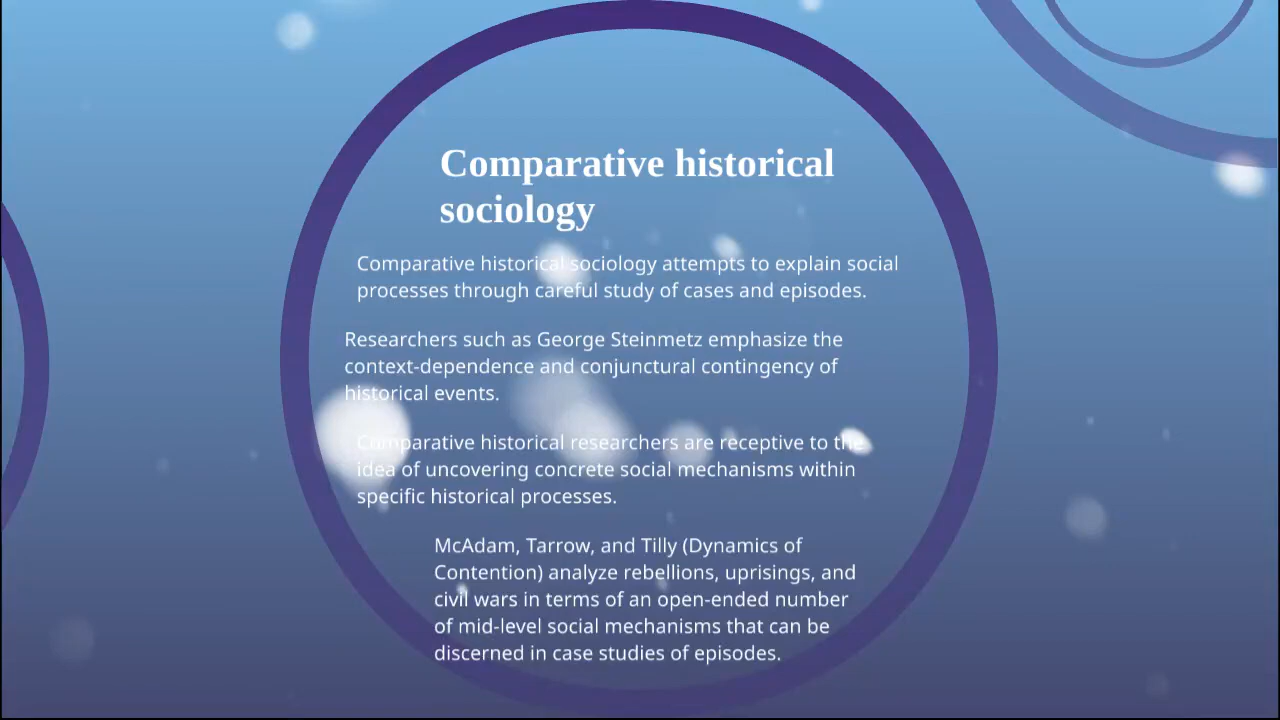 Comparative historical
sociology
Comparative historical sociology attempts to explain social
processes through careful study of cases and episodes.
Researchers such as George Steinmetz emphasize the
context-dependence and conjunctural contingency of
historical events.
Comparative historical researchers are receptive to the
idea of uncovering concrete social mechanisms within
specific historical processes.
McAdam, Tarrow, and Tilly (Dynamics of
Contention) analyze rebellions, uprisings, and
civil wars in terms of an open-ended number
of mid-level social mechanisms that can be
discerned in case studies of episodes.